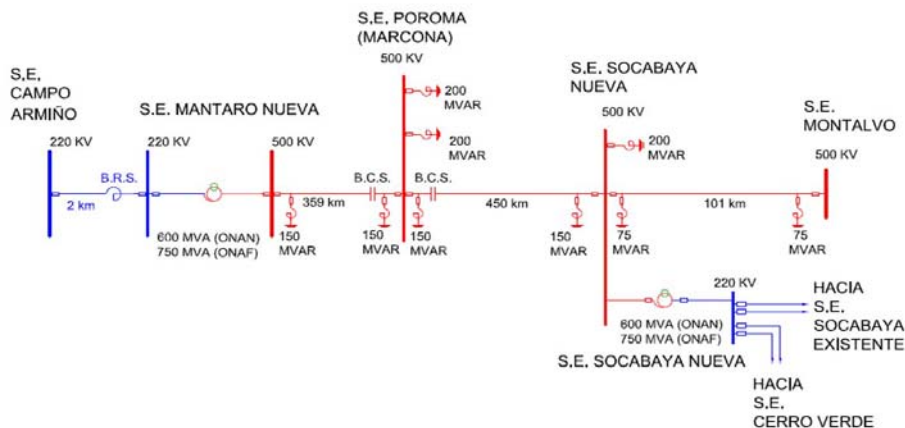 S.E. POROMA
(MARCONA)
500 KV
S.E.
CAMPO
ARMIÑO
220 KV
S.E. MANTARO NUEVA
220 KV
500 KV
S.E. SOCABAYA
NUEVA
500 KV
S.E.
MONTALVO
500 KV
200
MVAR
200
MVAR
200
MVAR
B.R.S.
2 km
600 MVA (ONAN)
750 MVA (ONAF)
359 km
B.C.S.
B.C.S.
450 km
101 km
150
MVAR
150
MVAR
150
MVAR
150
MVAR
75
MVAR
75
MVAR
220 KV
600 MVA (ONAN)
750 MVA (ONAF)
S.E. SOCABAYA NUEVA
HACIA
S.E.
SOCABAYA
EXISTENTE
HACIA
S.E.
CERRO VERDE